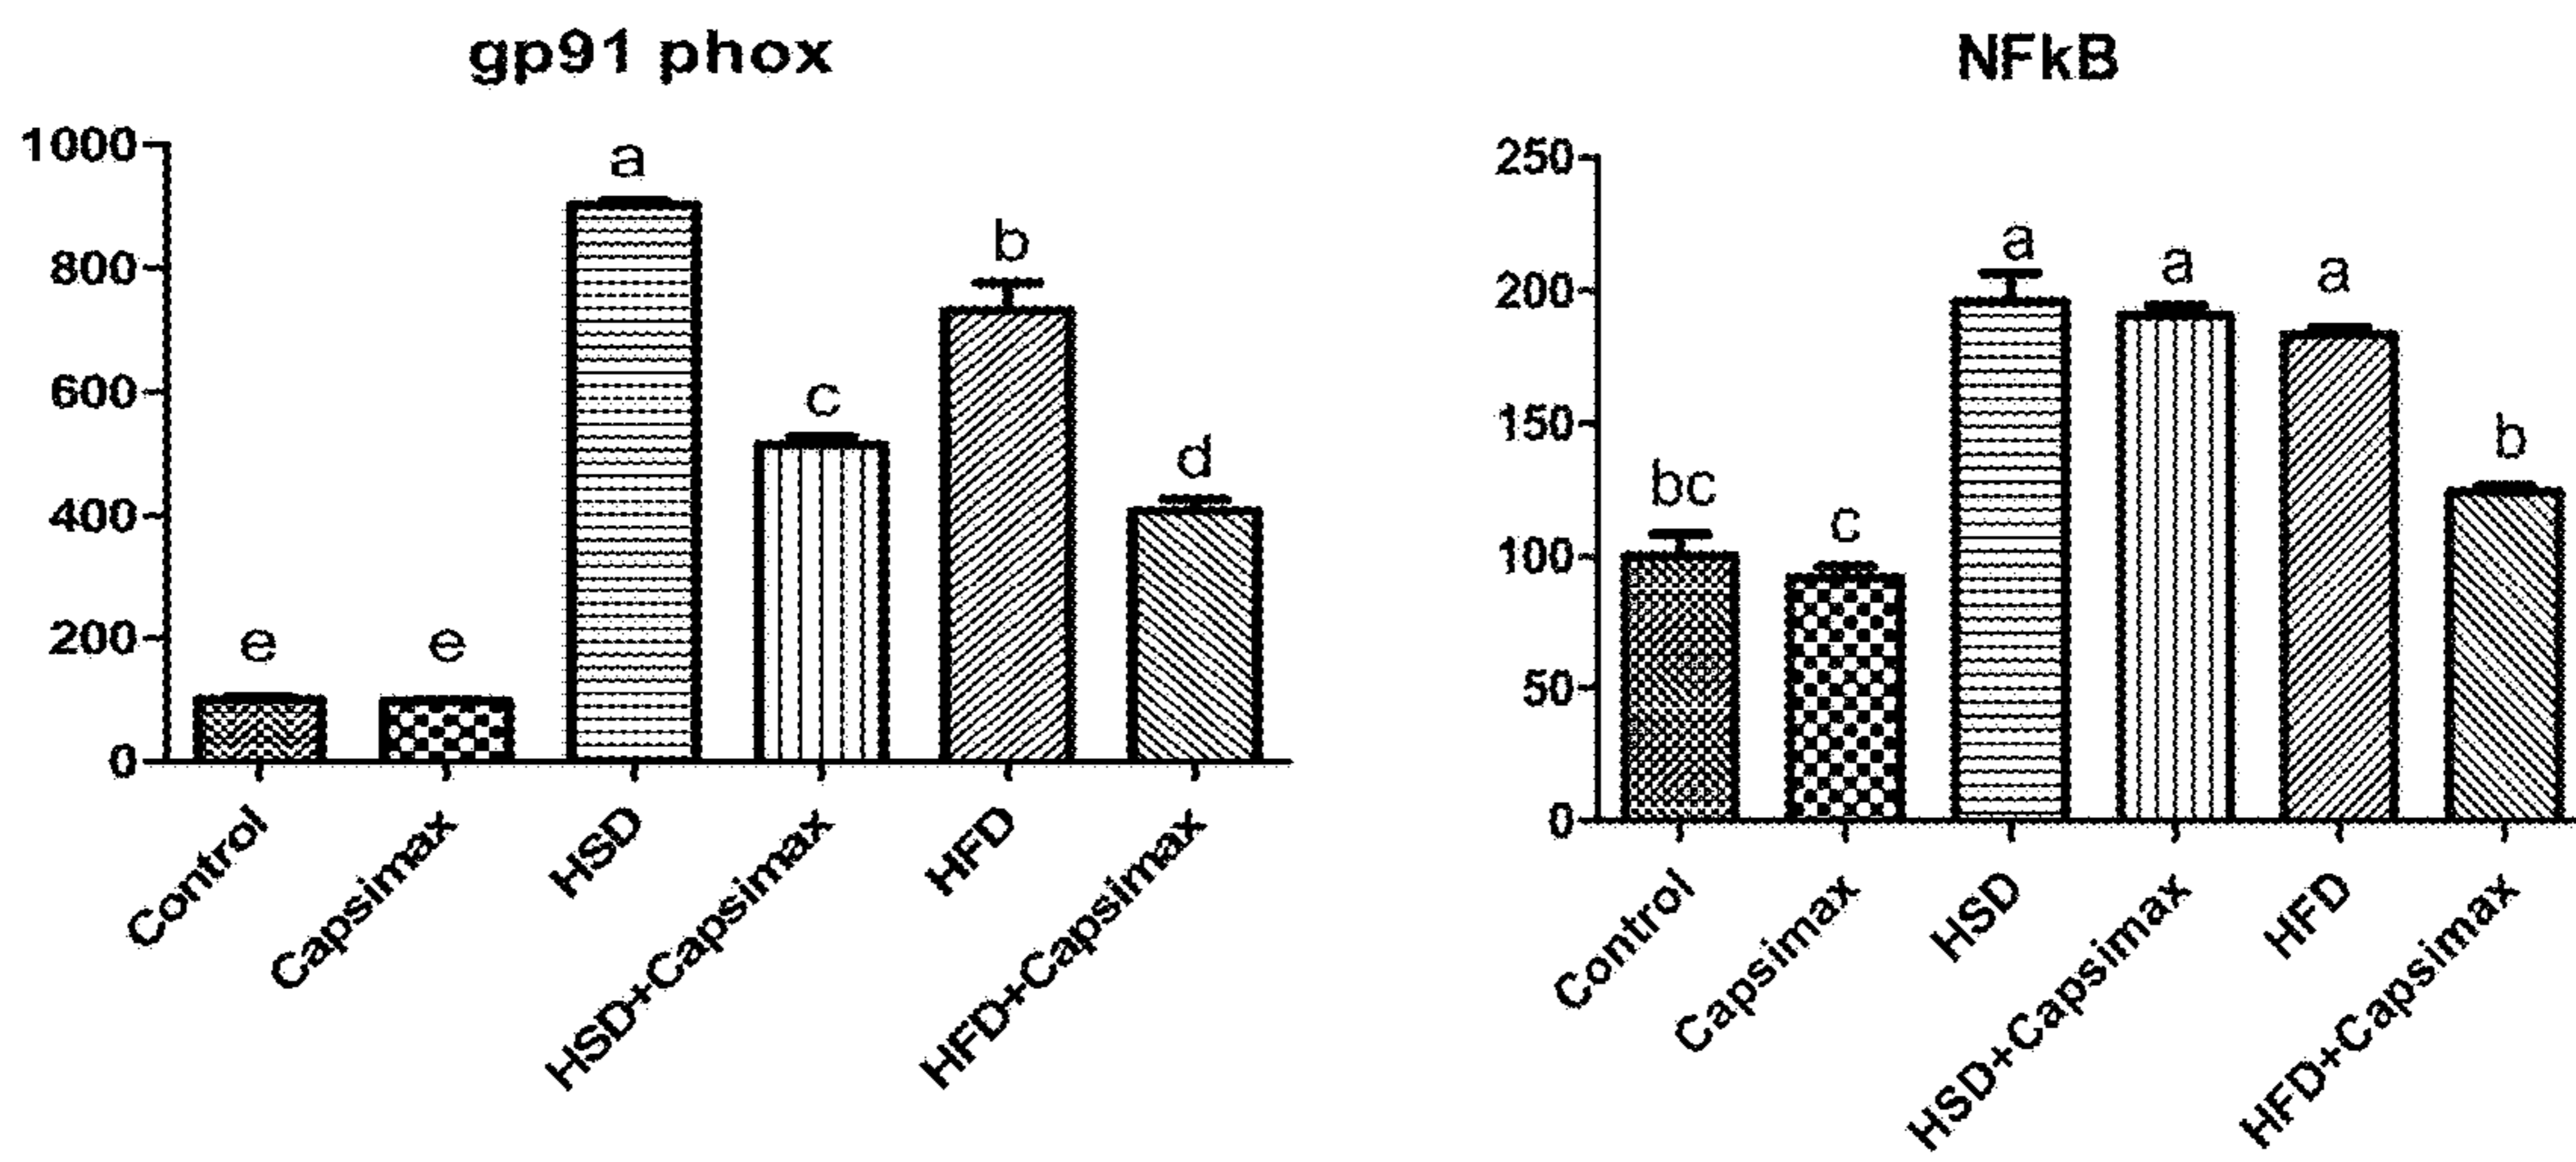 gp91 phox
1000
800
600
400
200
0
e
e
a
c
b
d
Control
Capsimax
HSD
HSD+Capsimax
HFD
HFD+Capsimax
NFkB
250
200
150
100
50
0
bc
c
a
a
a
b
Control
Capsimax
HSD
HSD+Capsimax
HFD
HFD+Capsimax